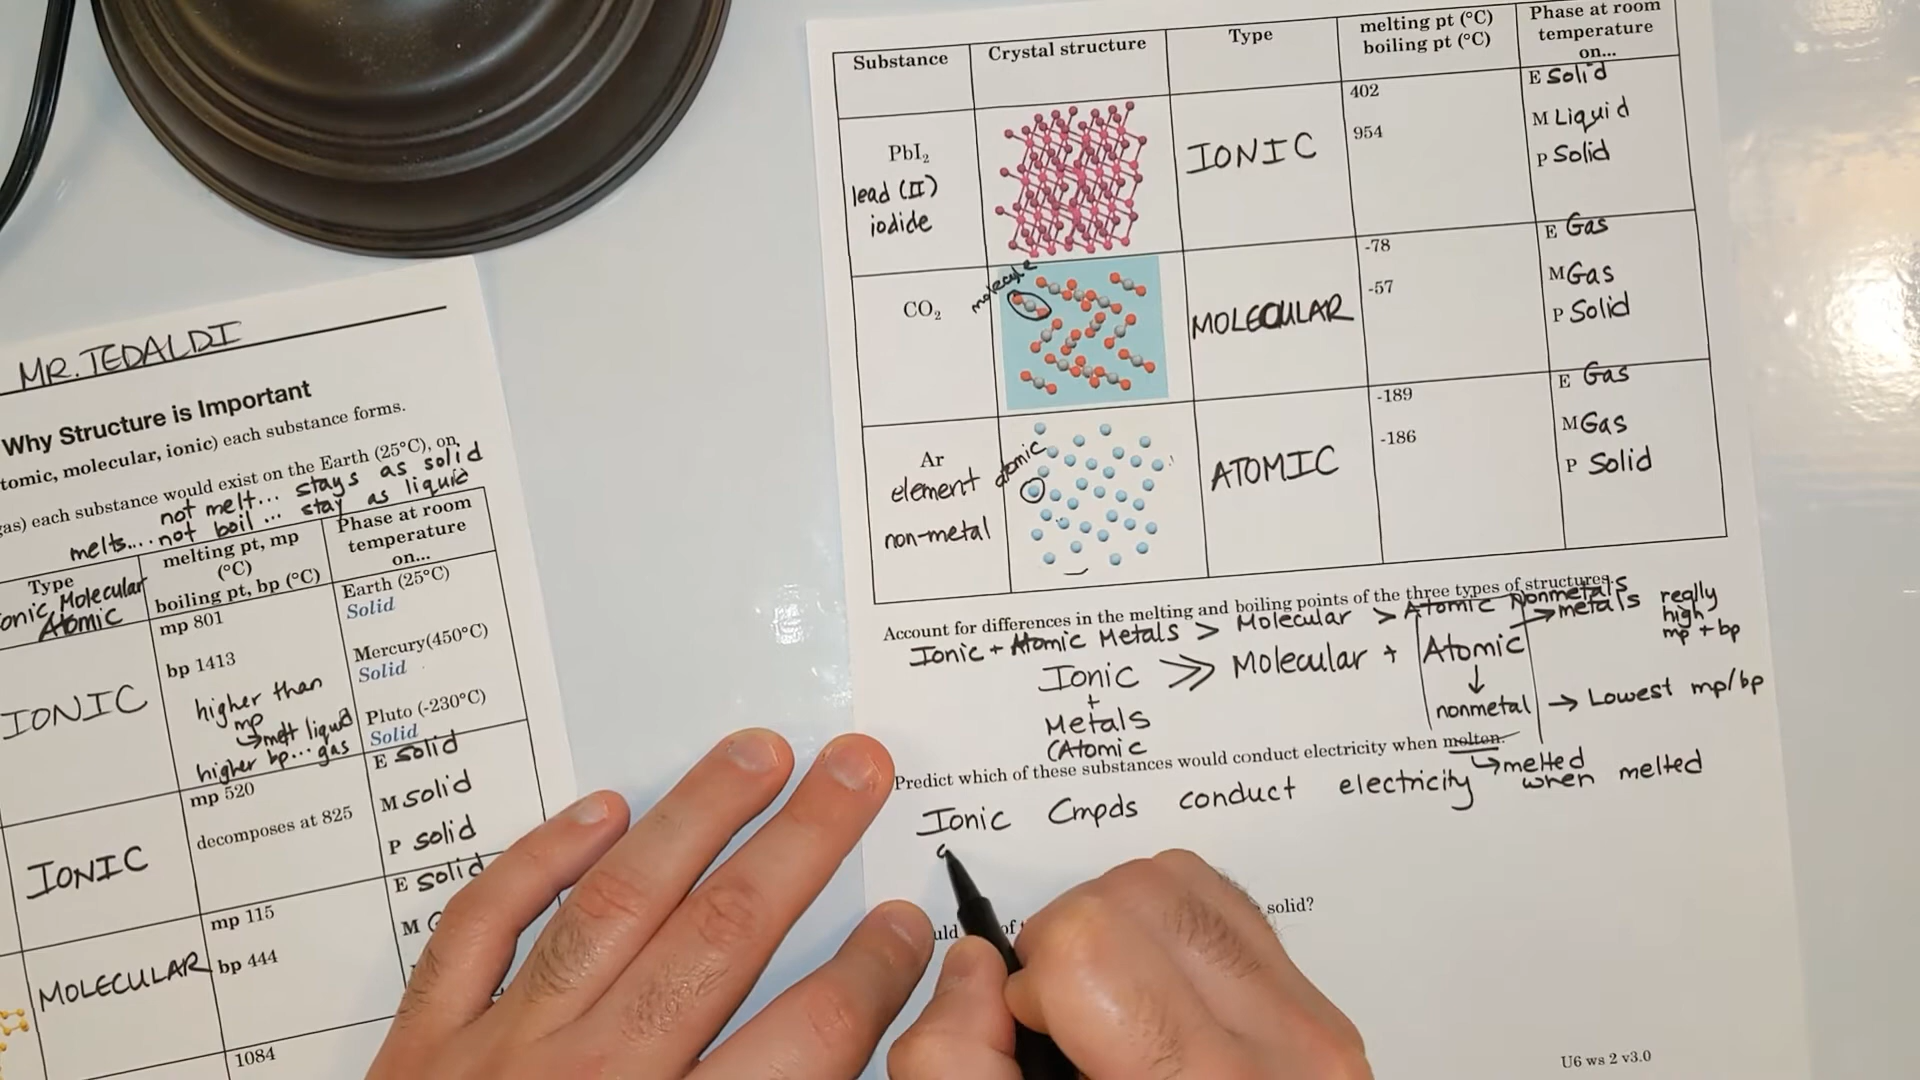 MR. TEDALDI
Why Structure is Important
tomic, molecular, ionic) each substance forms.
gas) each substance would exist on the Earth (25°C), on,
not melt... stays as solid
melts.... not boil ... stay as liquid
Type
Ionic, Molecular
Atomic
melting pt, mp
(°C)
boiling pt, bp (°C)
Phase at room
temperature
on...
IONIC
mp 801
bp 1413
higher than
mp
↳melt liquid
higher bp... gas
Earth (25°C)
Solid
Mercury(450°C)
Solid
Pluto (-230°C)
Solid
IONIC
mp 520
decomposes at 825
E solid
M solid
P solid
MOLECULAR
mp 115
bp 444
E solid
M G
1084
Substance
Crystal structure
Type
melting pt (°C)
boiling pt (°C)
Phase at room
temperature
on...
PbI₂
lead (II)
iodide
IONIC
402
954
E Solid
M Liquid
P Solid
CO₂
molecule
MOLECULAR
-78
-57
E Gas
M Gas
P Solid
Ar
element
non-metal
atomic
ATOMIC
-189
-186
E Gas
M Gas
P Solid
Account for differences in the melting and boiling points of the three types of structures.
Ionic + Atomic Metals > Molecular > Atomic Nonmetals
Ionic >> Molecular + Atomic → metals really high mp + bp
+
Metals
(Atomic
↓
nonmetal → Lowest mp/bp
Predict which of these substances would conduct electricity when molten.
↳melted
Ionic Cmpds conduct electricity when melted
uld of t solid?
U6 ws 2 v3.0